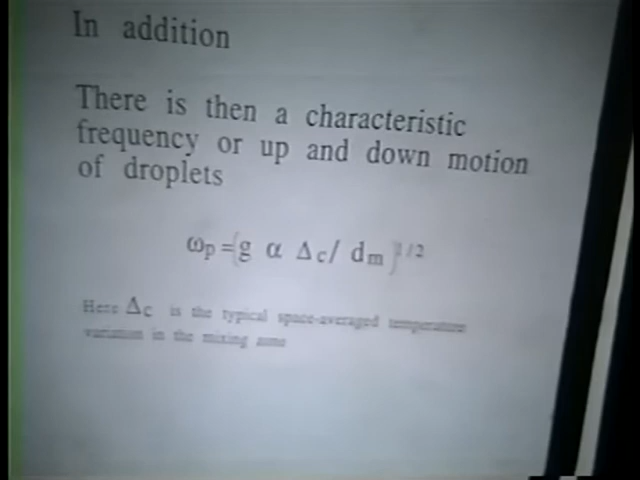 In addition
There is then a characteristic
frequency or up and down motion
of droplets
ωp =(g α Δc/ dm )1/2
Here Δc is the typical space-averaged temperature
variation in the mixing zone